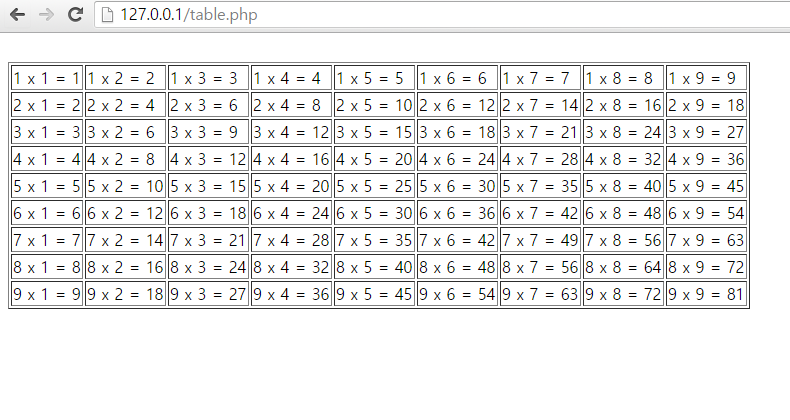 127.0.0.1/table.php
1 x 1 = 1 1 x 2 = 2 1 x 3 = 3 1 x 4 = 4 1 x 5 = 5 1 x 6 = 6 1 x 7 = 7 1 x 8 = 8 1 x 9 = 9
2 x 1 = 2 2 x 2 = 4 2 x 3 = 6 2 x 4 = 8 2 x 5 = 10 2 x 6 = 12 2 x 7 = 14 2 x 8 = 16 2 x 9 = 18
3 x 1 = 3 3 x 2 = 6 3 x 3 = 9 3 x 4 = 12 3 x 5 = 15 3 x 6 = 18 3 x 7 = 21 3 x 8 = 24 3 x 9 = 27
4 x 1 = 4 4 x 2 = 8 4 x 3 = 12 4 x 4 = 16 4 x 5 = 20 4 x 6 = 24 4 x 7 = 28 4 x 8 = 32 4 x 9 = 36
5 x 1 = 5 5 x 2 = 10 5 x 3 = 15 5 x 4 = 20 5 x 5 = 25 5 x 6 = 30 5 x 7 = 35 5 x 8 = 40 5 x 9 = 45
6 x 1 = 6 6 x 2 = 12 6 x 3 = 18 6 x 4 = 24 6 x 5 = 30 6 x 6 = 36 6 x 7 = 42 6 x 8 = 48 6 x 9 = 54
7 x 1 = 7 7 x 2 = 14 7 x 3 = 21 7 x 4 = 28 7 x 5 = 35 7 x 6 = 42 7 x 7 = 49 7 x 8 = 56 7 x 9 = 63
8 x 1 = 8 8 x 2 = 16 8 x 3 = 24 8 x 4 = 32 8 x 5 = 40 8 x 6 = 48 8 x 7 = 56 8 x 8 = 64 8 x 9 = 72
9 x 1 = 9 9 x 2 = 18 9 x 3 = 27 9 x 4 = 36 9 x 5 = 45 9 x 6 = 54 9 x 7 = 63 9 x 8 = 72 9 x 9 = 81